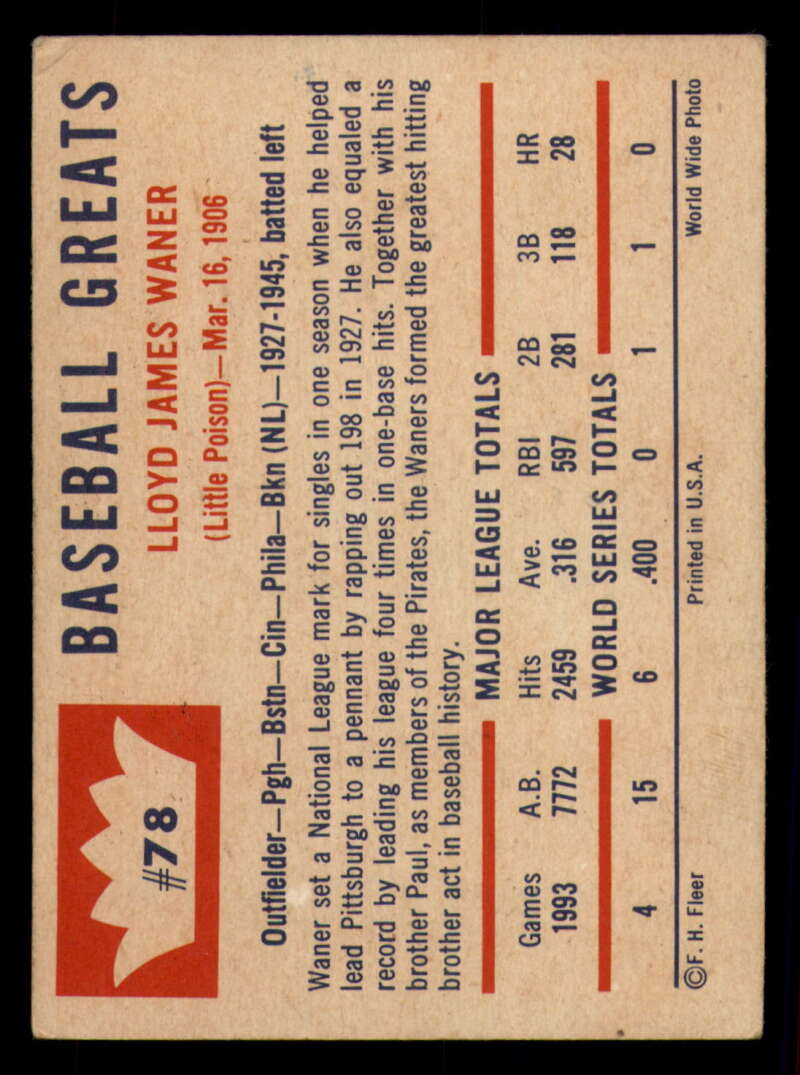 #78
BASEBALL GREATS
LLOYD JAMES WANER
(Little Poison)—Mar. 16, 1906
Outfielder—Pgh—Bstn—Cin—Phila—Bkn (NL)—1927-1945, batted left
Waner set a National League mark for singles in one season when he helped
lead Pittsburgh to a pennant by rapping out 198 in 1927. He also equaled a
record by leading his league four times in one-base hits. Together with his
brother Paul, as members of the Pirates, the Waners formed the greatest hitting
brother act in baseball history.
MAJOR LEAGUE TOTALS
Games A.B. Hits Ave. RBI 2B 3B HR
1993 7772 2459 .316 597 281 118 28
WORLD SERIES TOTALS
4 15 6 .400 0 1 1 0
©F. H. Fleer Printed in U.S.A. World Wide Photo